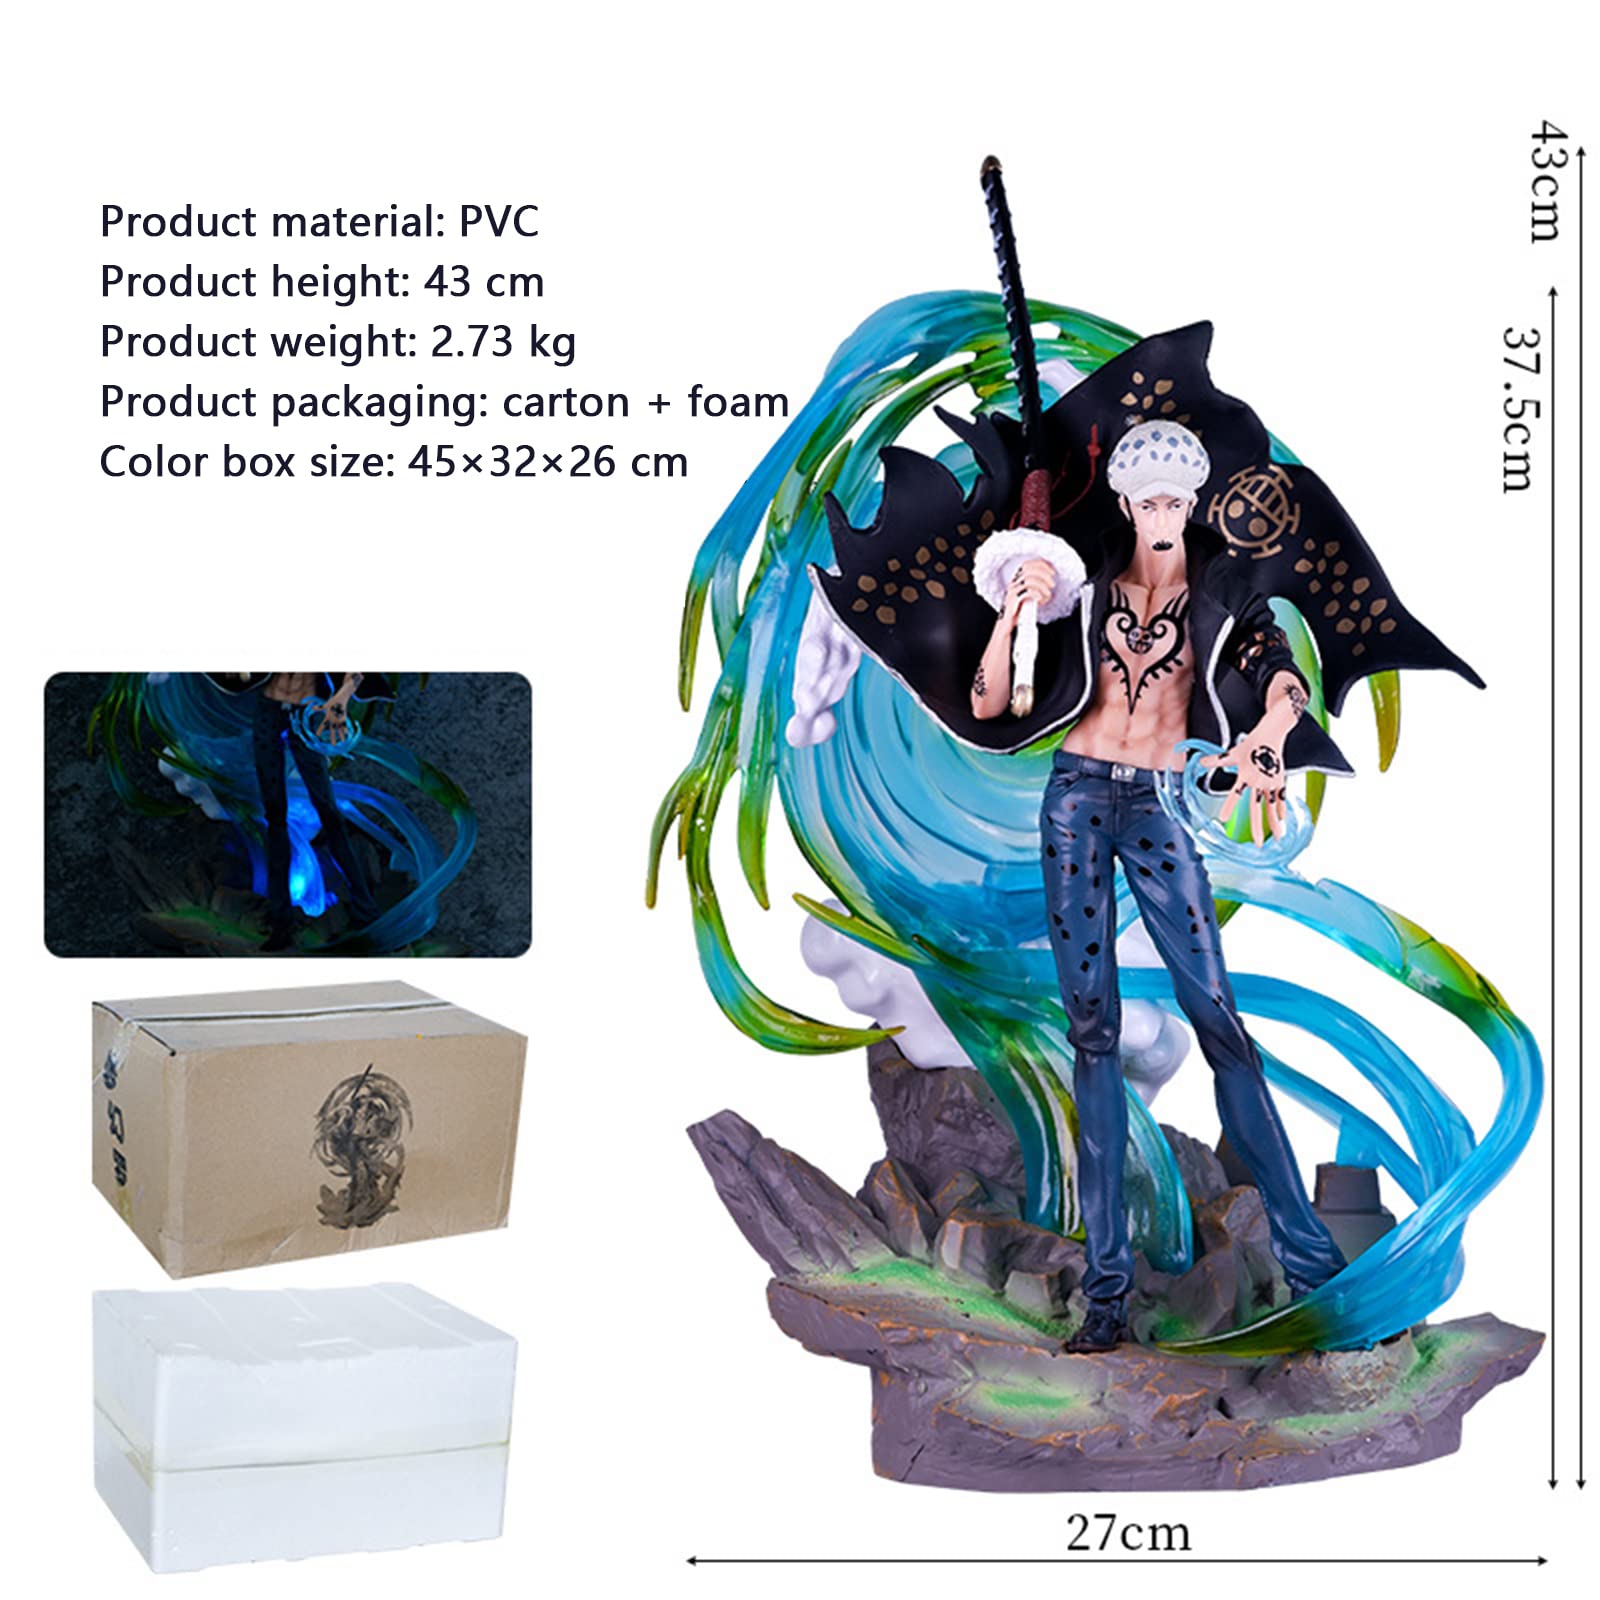 Product material: PVC
Product height: 43 cm
Product weight: 2.73 kg
Product packaging: carton + foam
Color box size: 45×32×26 cm
43cm
37.5cm
27cm